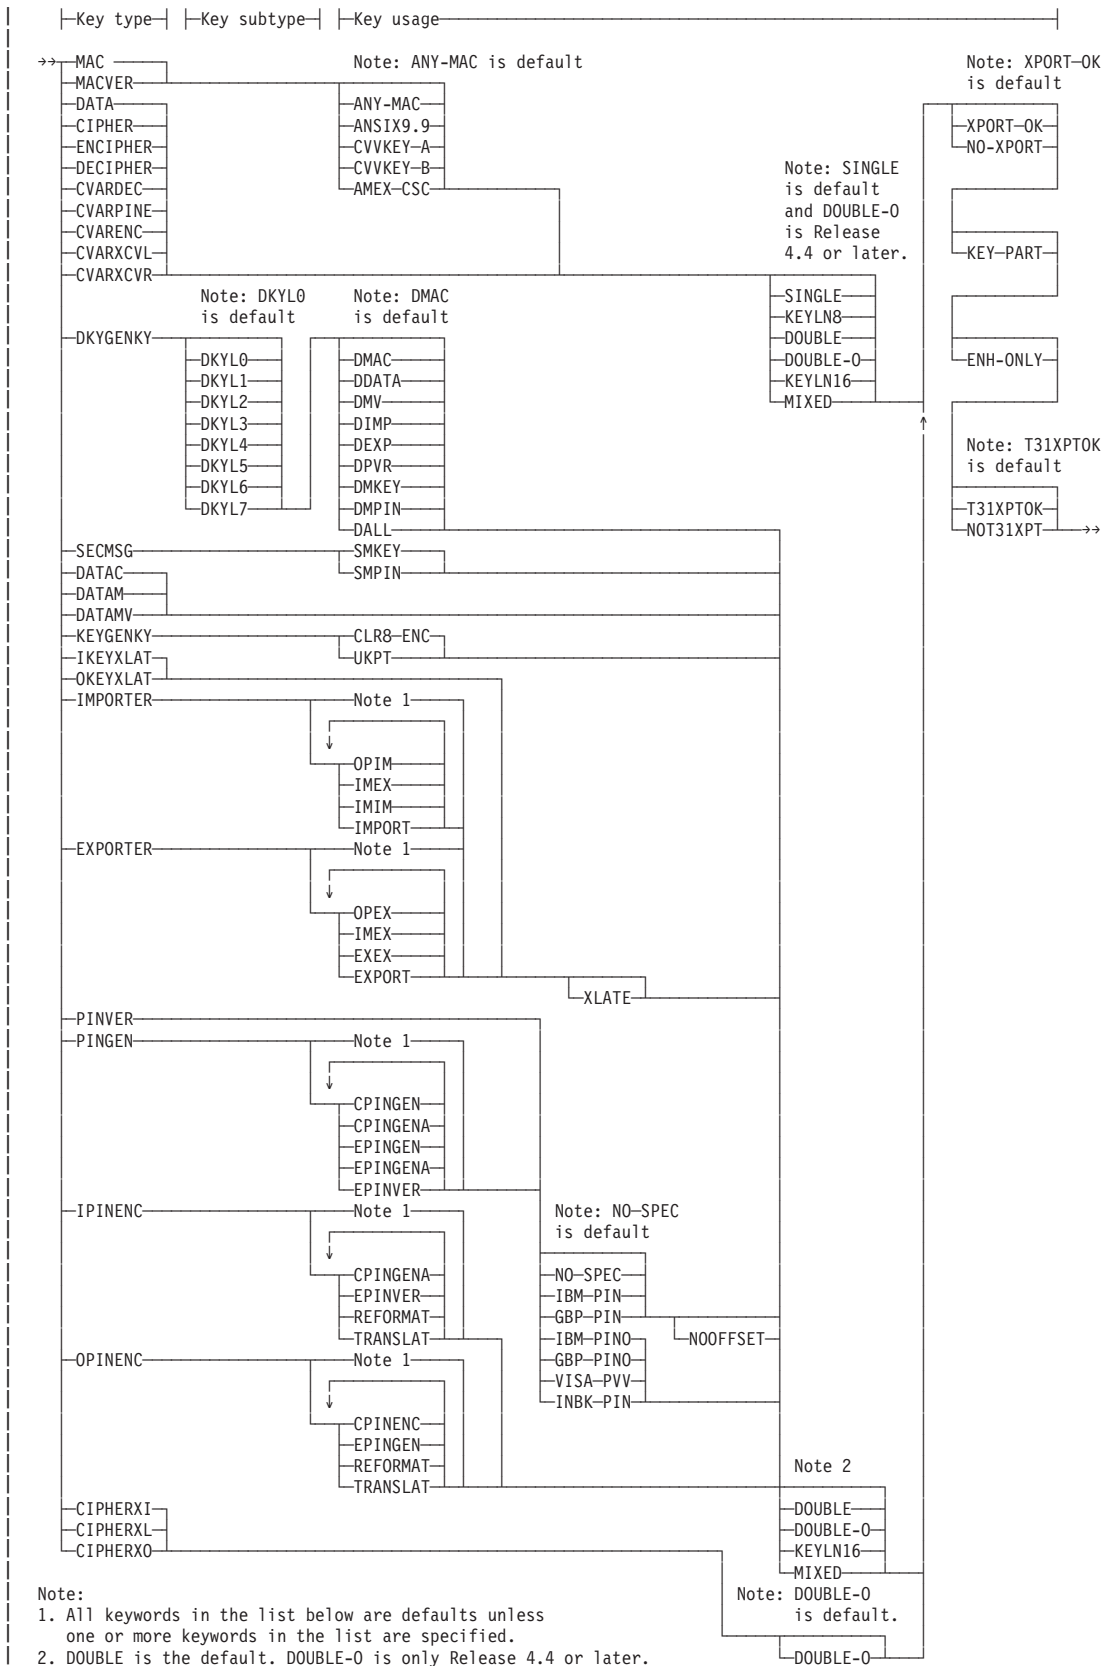 Key type Key subtype Key usage
MAC Note: ANY-MAC is default Note: XPORT-OK
MACVER is default
DATA ANY-MAC
CIPHER ANSIX9.9 XPORT-OK
ENCIPHER CVVKEY-A NO-XPORT
DECIPHER CVVKEY-B Note: SINGLE
CVARDEC AMEX-CSC is default
CVARPINE and DOUBLE-O
CVARENC is Release
CVARXCVL 4.4 or later. KEY-PART
CVARXCVR
Note: DKYL0 Note: DMAC SINGLE
is default is default KEYLN8
DKYGENKY DOUBLE
DKYL0 DMAC DOUBLE-O ENH-ONLY
DKYL1 DDATA KEYLN16
DKYL2 DMV MIXED
DKYL3 DIMP
DKYL4 DEXP Note: T31XPTOK
DKYL5 DPVR is default
DKYL6 DMKEY
DKYL7 DMPIN T31XPTOK
DALL NOT31XPT
SECMSG SMKEY
DATAC SMPIN
DATAM
DATAMV
KEYGENKY CLR8-ENC
IKEYXLAT UKPT
OKEYXLAT
IMPORTER Note 1
OPIM
IMEX
IMIM
IMPORT
EXPORTER Note 1
OPEX
IMEX
EXEX
EXPORT
XLATE
PINVER
PINGEN Note 1
CPINGEN
CPINGENA
EPINGEN
EPINGENA
EPINVER
IPINENC Note 1 Note: NO-SPEC
is default
CPINGENA NO-SPEC
EPINVER IBM-PIN
REFORMAT GBP-PIN
TRANSLAT IBM-PINO NOOFFSET
OPINENC Note 1 GBP-PINO
VISA-PVV
INBK-PIN
CPINENC
EPINGEN
REFORMAT Note 2
TRANSLAT
CIPHERXI DOUBLE
CIPHERXL DOUBLE-O
CIPHERXO KEYLN16
MIXED
Note: Note: DOUBLE-O
1. All keywords in the list below are defaults unless is default.
one or more keywords in the list are specified.
2. DOUBLE is the default. DOUBLE-O is only Release 4.4 or later. DOUBLE-O